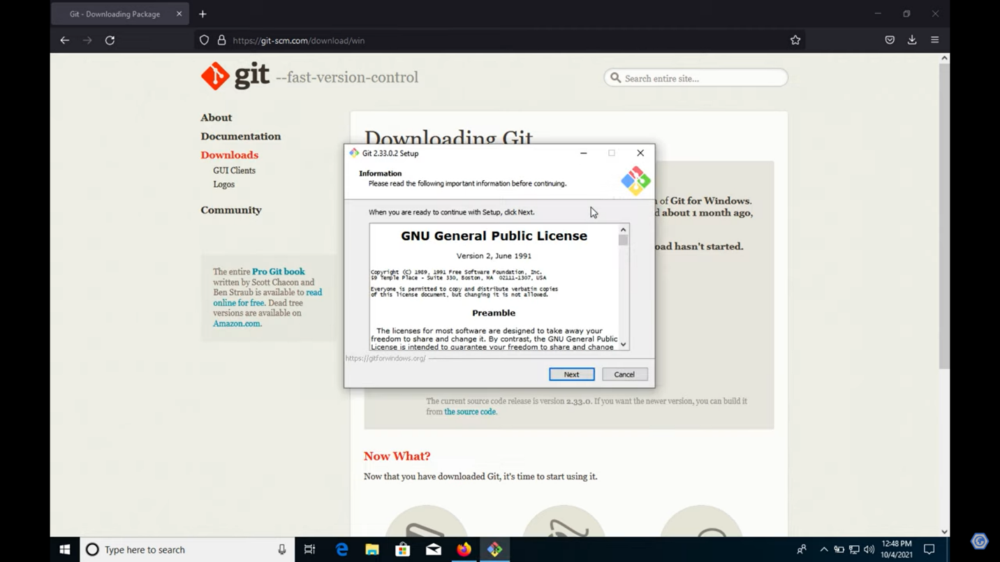 Git - Downloading Package
https://git-scm.com/download/win
git --fast-version-control
Search entire site...
About
Documentation
Downloads
GUI Clients
Logos
Community
The entire Pro Git book
written by Scott Chacon and
Ben Straub is available to read
online for free. Dead tree
versions are available on
Amazon.com.
Downloading Git
of Git for Windows.
about 1 month ago,
hasn't started.
Git 2.33.0.2 Setup
Information
Please read the following important information before continuing.
When you are ready to continue with Setup, click Next.
GNU General Public License
Version 2, June 1991
Copyright (C) 1989, 1991 Free Software Foundation, Inc.
59 Temple Place - Suite 330, Boston, MA 02111-1307, USA
Everyone is permitted to copy and distribute verbatim copies
of this license document, but changing it is not allowed.
Preamble
The licenses for most software are designed to take away your
freedom to share and change it. By contrast, the GNU General Public
License is intended to guarantee your freedom to share and change
https://gitforwindows.org/
Next
Cancel
The current source code release is version 2.33.0. If you want the newer version, you can build it
from the source code.
Now What?
Now that you have downloaded Git, it's time to start using it.
Type here to search
12:48 PM
10/4/2021